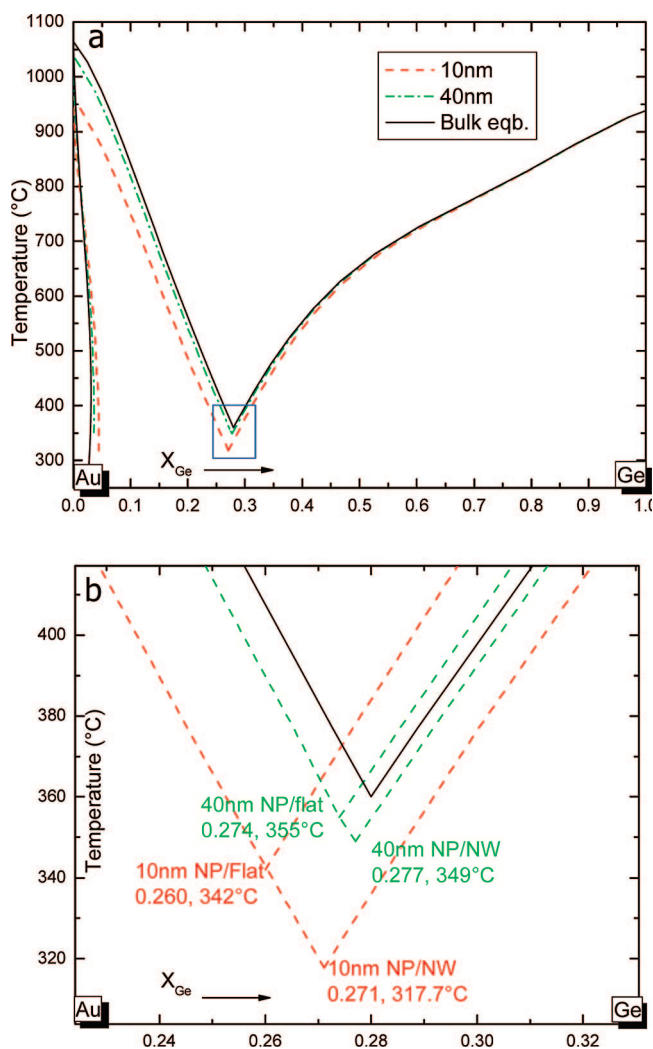 a
1100
1000
900
800
700
600
500
400
300
Temperature (°C)
10nm
40nm
Bulk eqb.
X_Ge
Au
Ge
0.0 0.1 0.2 0.3 0.4 0.5 0.6 0.7 0.8 0.9 1.0
b
400
380
360
340
320
Temperature (°C)
40nm NP/flat
0.274, 355°C
40nm NP/NW
0.277, 349°C
10nm NP/Flat
0.260, 342°C
10nm NP/NW
0.271, 317.7°C
X_Ge
Au
Ge
0.24 0.26 0.28 0.30 0.32